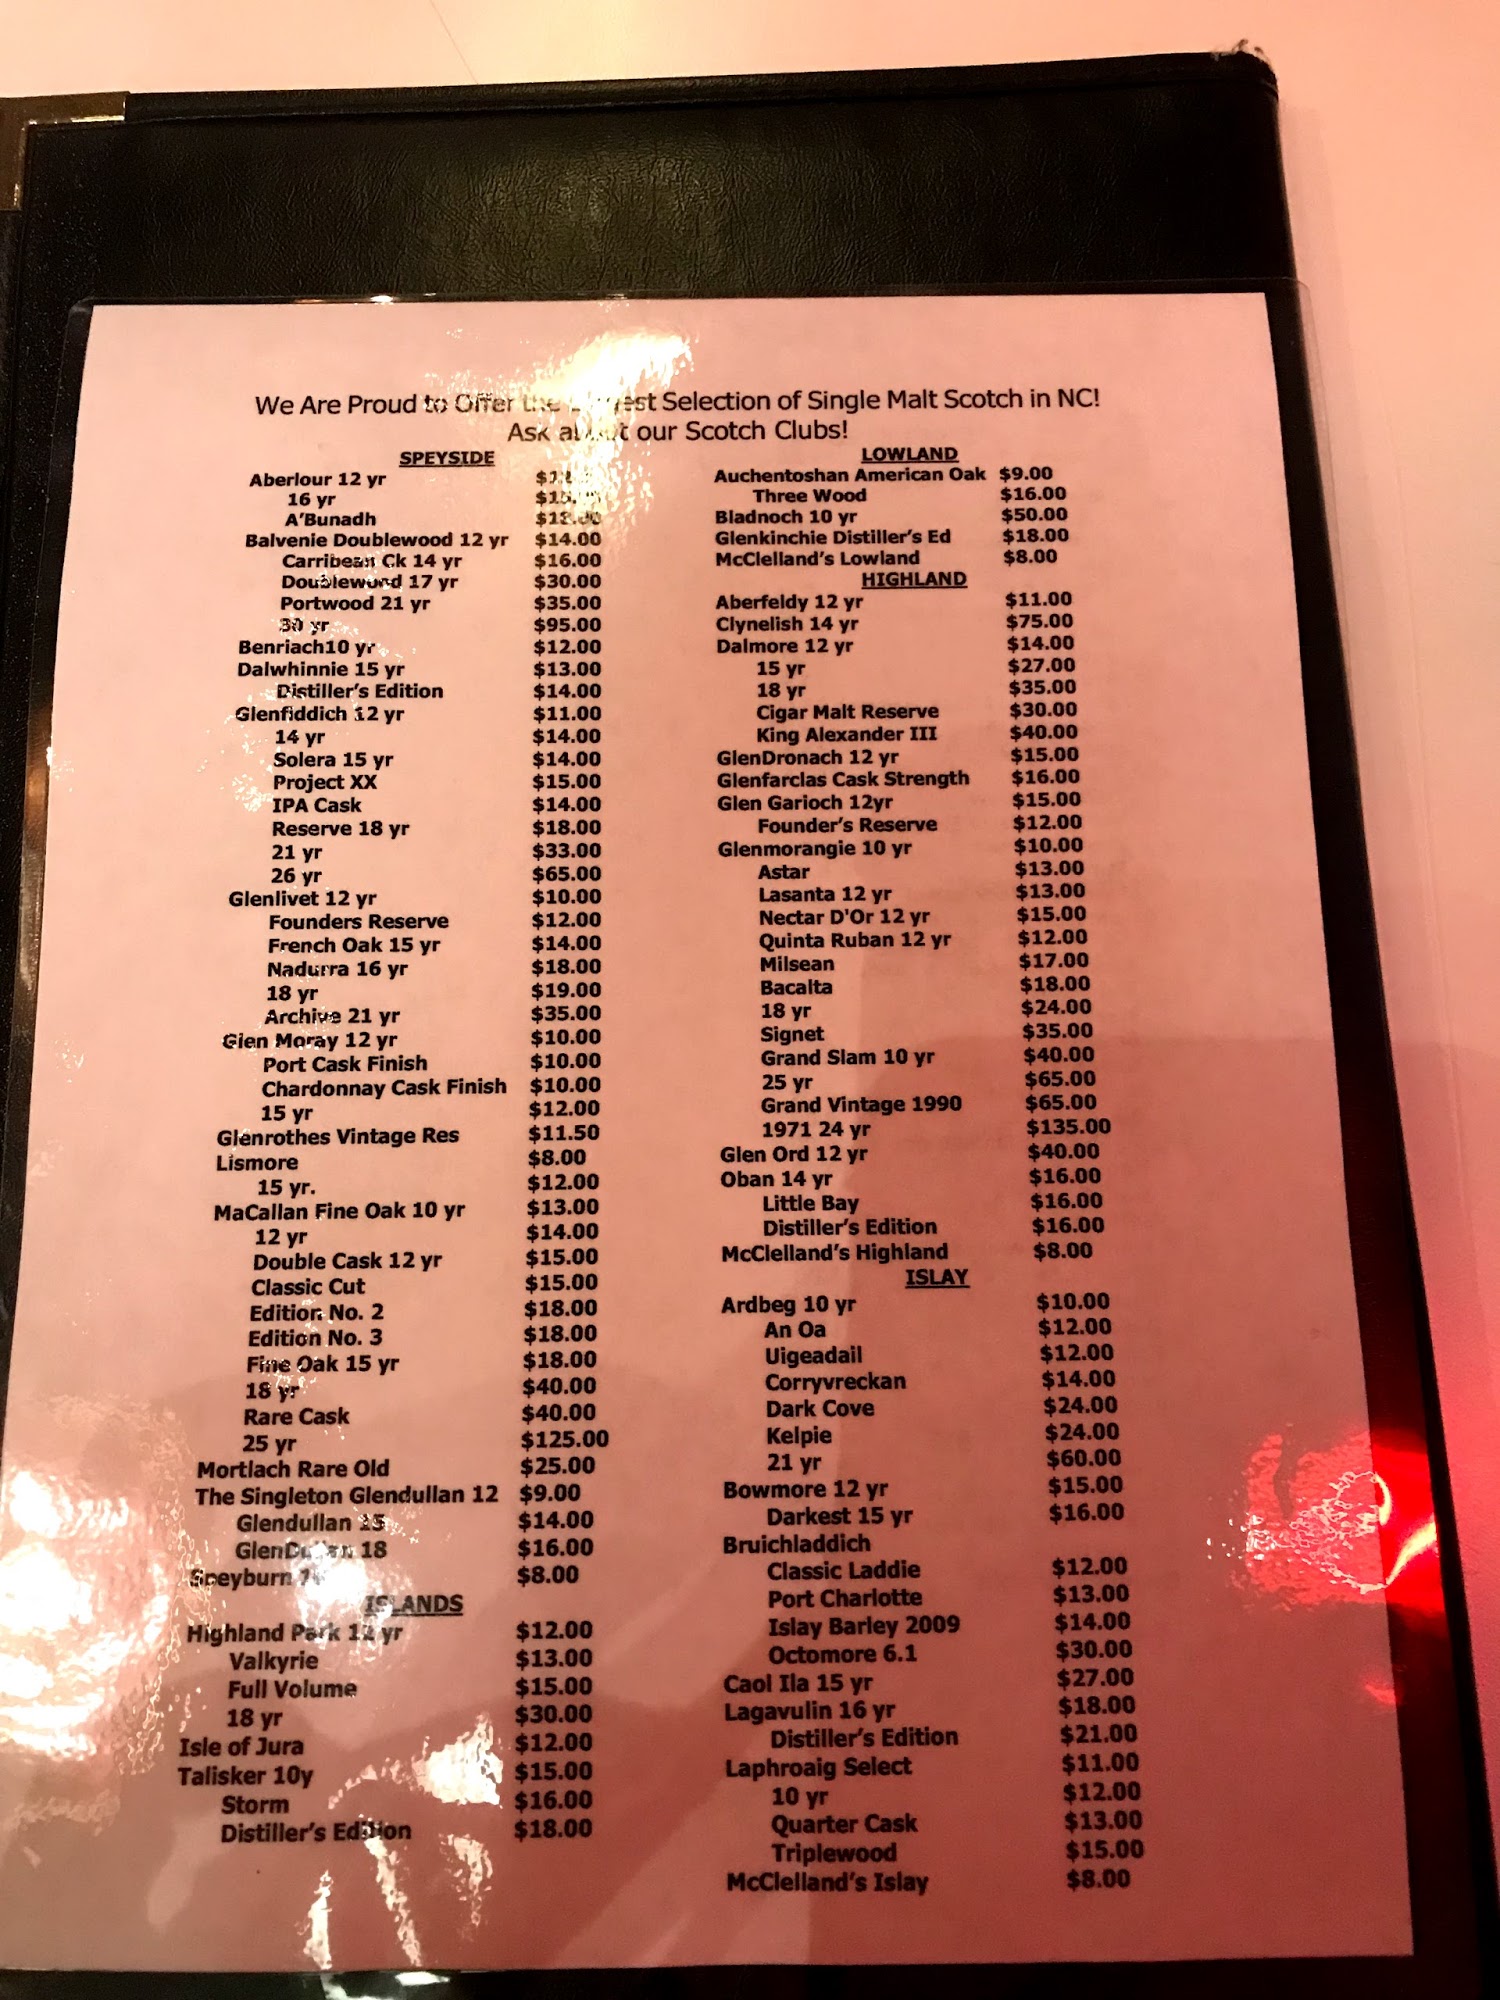 We Are Proud to Offer the Largest Selection of Single Malt Scotch in NC!
Ask about our Scotch Clubs!
SPEYSIDE
Aberlour 12 yr
16 yr
A'Bunadh $18.00
Balvenie Doublewood 12 yr $14.00
Carribean Ck 14 yr $16.00
Doublewood 17 yr $30.00
Portwood 21 yr $35.00
30 yr $95.00
Benriach10 yr $12.00
Dalwhinnie 15 yr $13.00
Distiller's Edition $14.00
Glenfiddich 12 yr $11.00
14 yr $14.00
Solera 15 yr $14.00
Project XX $15.00
IPA Cask $14.00
Reserve 18 yr $18.00
21 yr $33.00
26 yr $65.00
Glenlivet 12 yr $10.00
Founders Reserve $12.00
French Oak 15 yr $14.00
Nadurra 16 yr $18.00
18 yr $19.00
Archive 21 yr $35.00
Glen Moray 12 yr $10.00
Port Cask Finish $10.00
Chardonnay Cask Finish $10.00
15 yr $12.00
Glenrothes Vintage Res $11.50
Lismore $8.00
15 yr. $12.00
MaCallan Fine Oak 10 yr $13.00
12 yr $14.00
Double Cask 12 yr $15.00
Classic Cut $15.00
Edition No. 2 $18.00
Edition No. 3 $18.00
Fine Oak 15 yr $18.00
18 yr $40.00
Rare Cask $40.00
25 yr $125.00
Mortlach Rare Old $25.00
The Singleton Glendullan 12 $9.00
Glendullan 15 $14.00
GlenDullan 18 $16.00
Speyburn $8.00
ISLANDS
Highland Park 12 yr $12.00
Valkyrie $13.00
Full Volume $15.00
18 yr $30.00
Isle of Jura $12.00
Talisker 10y $15.00
Storm $16.00
Distiller's Edition $18.00
LOWLAND
Auchentoshan American Oak $9.00
Three Wood $16.00
Bladnoch 10 yr $50.00
Glenkinchie Distiller's Ed $18.00
McClelland's Lowland $8.00
HIGHLAND
Aberfeldy 12 yr $11.00
Clynelish 14 yr $75.00
Dalmore 12 yr $14.00
15 yr $27.00
18 yr $35.00
Cigar Malt Reserve $30.00
King Alexander III $40.00
GlenDronach 12 yr $15.00
Glenfarclas Cask Strength $16.00
Glen Garioch 12yr $15.00
Founder's Reserve $12.00
Glenmorangie 10 yr $10.00
Astar $13.00
Lasanta 12 yr $13.00
Nectar D'Or 12 yr $15.00
Quinta Ruban 12 yr $12.00
Milsean $17.00
Bacalta $18.00
18 yr $24.00
Signet $35.00
Grand Slam 10 yr $40.00
25 yr $65.00
Grand Vintage 1990 $65.00
1971 24 yr $135.00
Glen Ord 12 yr $40.00
Oban 14 yr $16.00
Little Bay $16.00
Distiller's Edition $16.00
McClelland's Highland $8.00
ISLAY
Ardbeg 10 yr $10.00
An Oa $12.00
Uigeadail $12.00
Corryvreckan $14.00
Dark Cove $24.00
Kelpie $24.00
21 yr $60.00
Bowmore 12 yr $15.00
Darkest 15 yr $16.00
Bruichladdich
Classic Laddie $12.00
Port Charlotte $13.00
Islay Barley 2009 $14.00
Octomore 6.1 $30.00
Caol Ila 15 yr $27.00
Lagavulin 16 yr $18.00
Distiller's Edition $21.00
Laphroaig Select $11.00
10 yr $12.00
Quarter Cask $13.00
Triplewood $15.00
McClelland's Islay $8.00